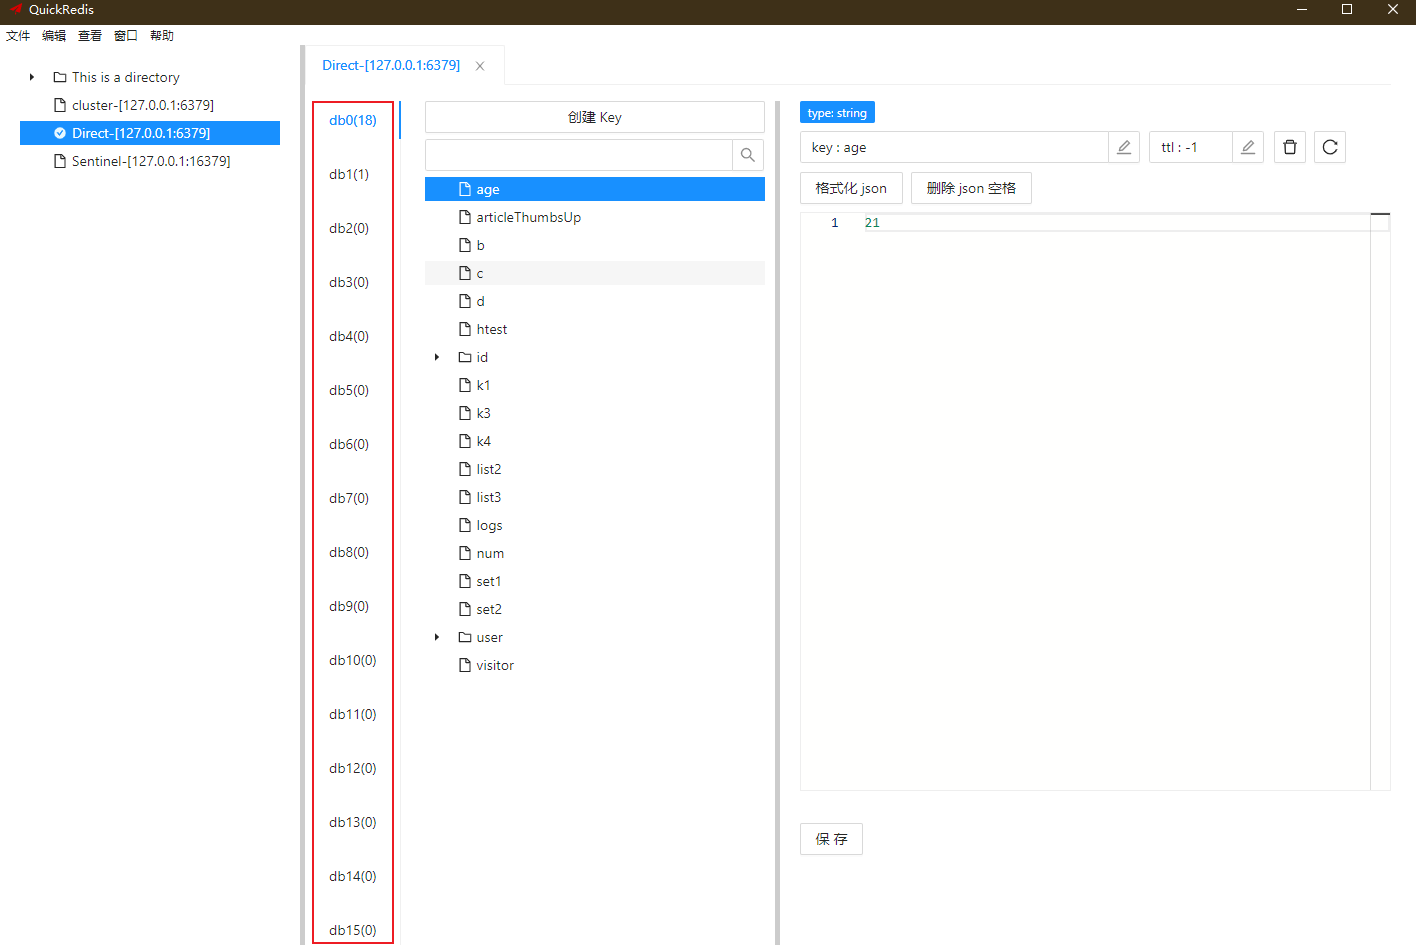 QuickRedis
文件 编辑 查看 窗口 帮助
This is a directory
cluster-[127.0.0.1:6379]
Direct-[127.0.0.1:6379]
Sentinel-[127.0.0.1:16379]
Direct-[127.0.0.1:6379]
db0(18)
db1(1)
db2(0)
db3(0)
db4(0)
db5(0)
db6(0)
db7(0)
db8(0)
db9(0)
db10(0)
db11(0)
db12(0)
db13(0)
db14(0)
db15(0)
创建 Key
age
articleThumbsUp
b
c
d
htest
id
k1
k3
k4
list2
list3
logs
num
set1
set2
user
visitor
type: string
key : age
ttl : -1
格式化 json 删除 json 空格
1 21
保 存